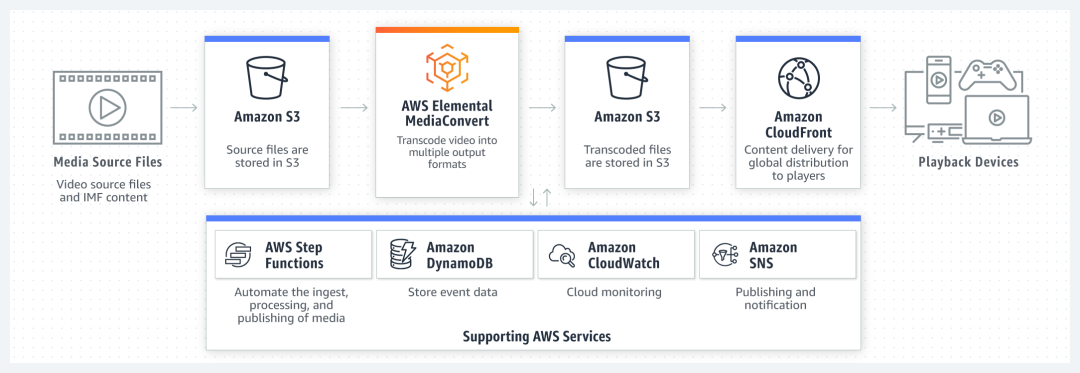 Media Source Files
Video source files
and IMF content
Amazon S3
Source files are
stored in S3
AWS Elemental
MediaConvert
Transcode video into
multiple output
formats
Amazon S3
Transcoded files
are stored in S3
Amazon
CloudFront
Content delivery for
global distribution
to players
Playback Devices
AWS Step
Functions
Automate the ingest,
processing, and
publishing of media
Amazon
DynamoDB
Store event data
Amazon
CloudWatch
Cloud monitoring
Amazon
SNS
Publishing and
notification
Supporting AWS Services